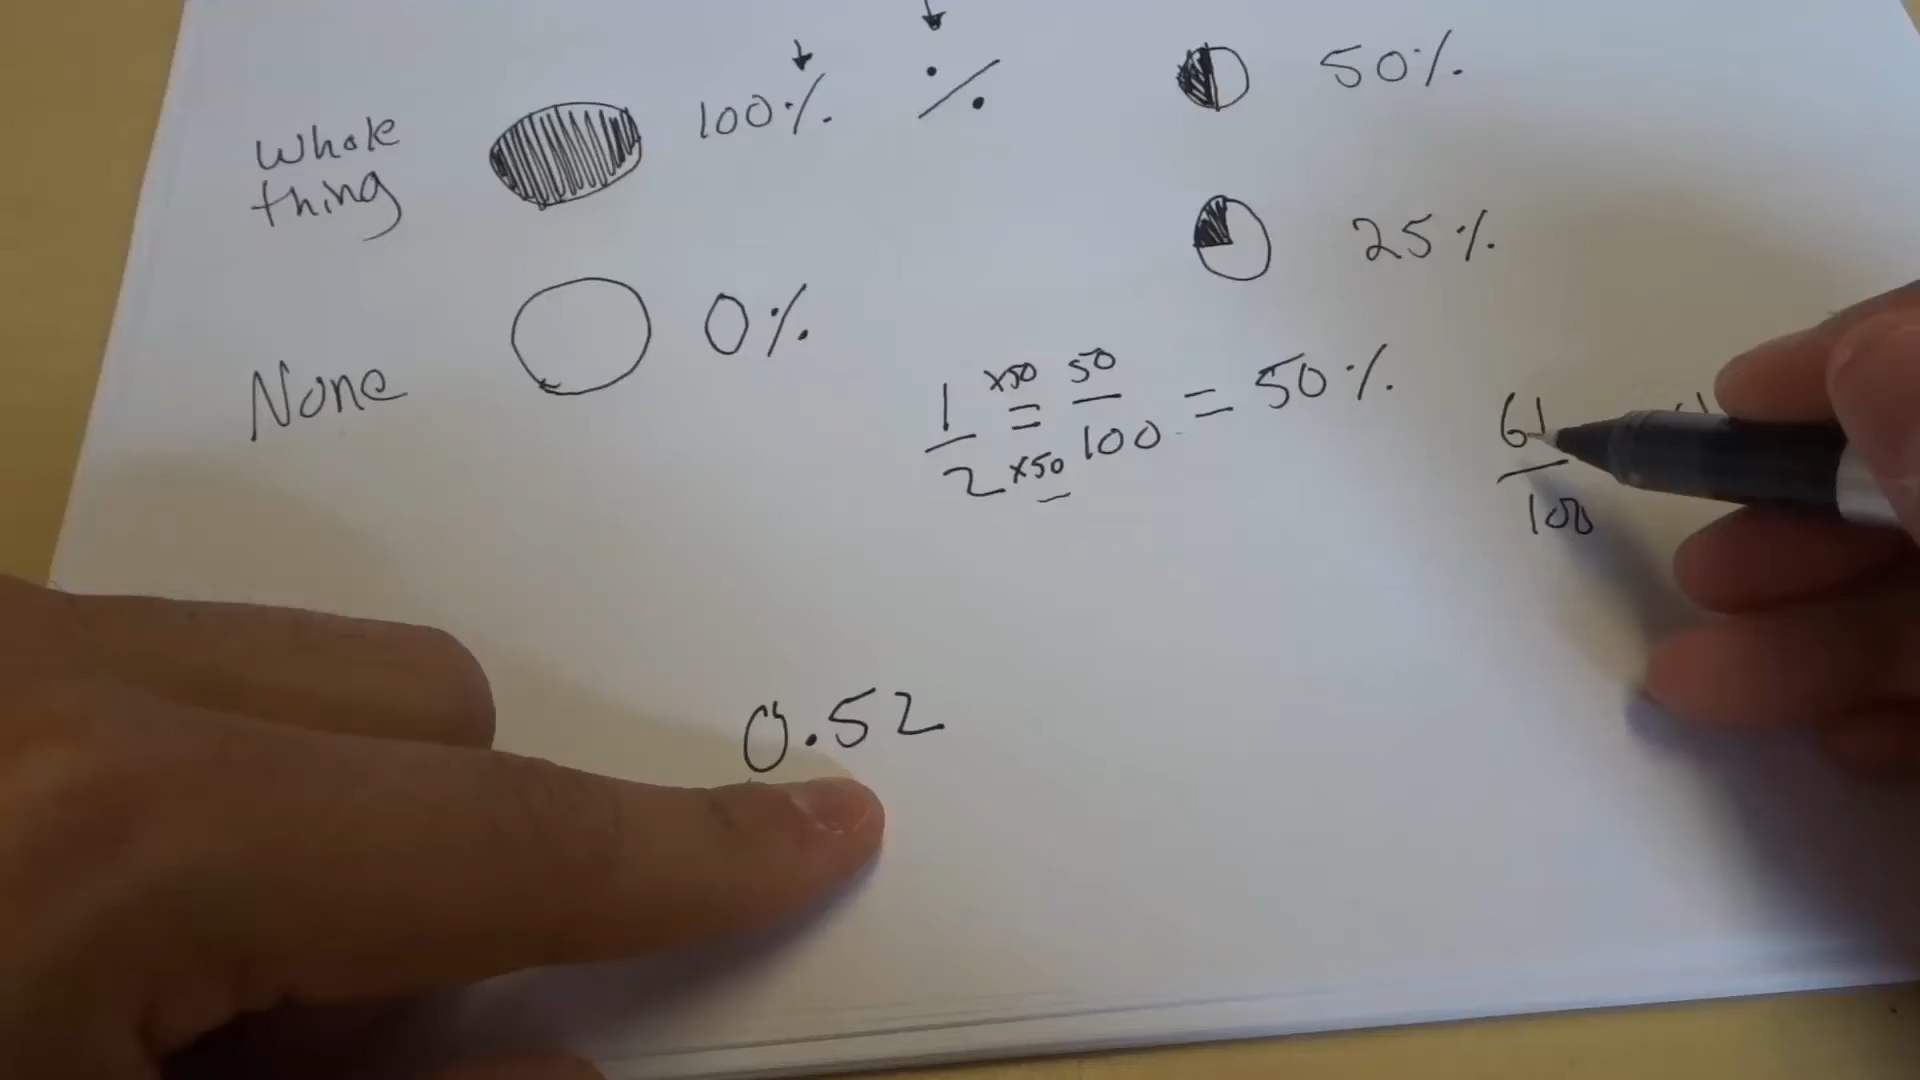 Whole
thing
100%
%
None
0%
50%
25%
1/2 ×50/×50 = 50/100 = 50%
61/100
0.52